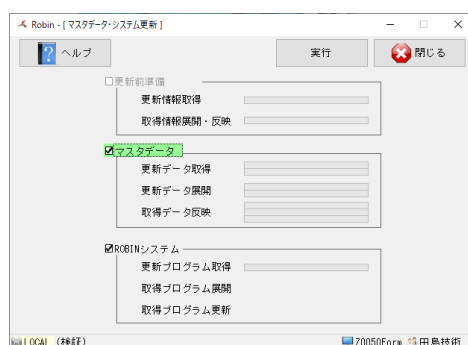 Robin - [ マスタデータ・システム更新 ]
ヘルプ
実行
閉じる
更新前準備
更新情報取得
取得情報展開・反映
マスタデータ
更新データ取得
更新データ展開
取得データ反映
ROBINシステム
更新プログラム取得
取得プログラム展開
取得プログラム更新
LOCAL (検証)
Z0050Form
田島技術